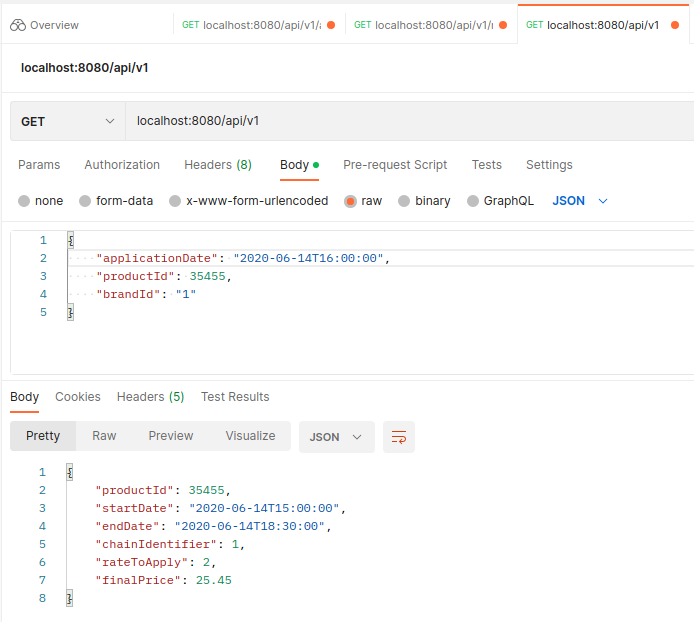 Overview
GET localhost:8080/api/v1/
GET localhost:8080/api/v1/
GET localhost:8080/api/v1
localhost:8080/api/v1
GET localhost:8080/api/v1
Params Authorization Headers (8) Body Pre-request Script Tests Settings
none form-data x-www-form-urlencoded raw binary GraphQL JSON
1 {
2 "applicationDate": "2020-06-14T16:00:00",
3 "productId": 35455,
4 "brandId": "1"
5 }
Body Cookies Headers (5) Test Results
Pretty Raw Preview Visualize JSON
1 {
2 "productId": 35455,
3 "startDate": "2020-06-14T15:00:00",
4 "endDate": "2020-06-14T18:30:00",
5 "chainIdentifier": 1,
6 "rateToApply": 2,
7 "finalPrice": 25.45
8 }